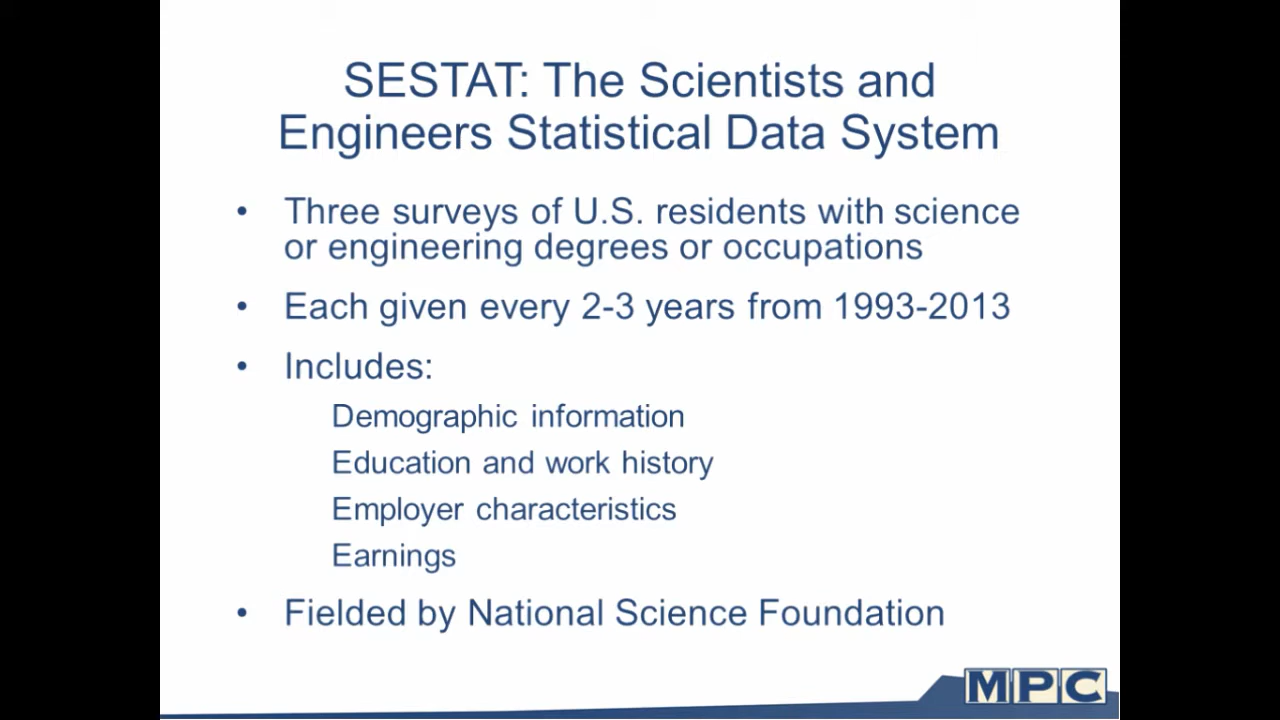 SESTAT: The Scientists and
Engineers Statistical Data System
• Three surveys of U.S. residents with science
or engineering degrees or occupations
• Each given every 2-3 years from 1993-2013
• Includes:
Demographic information
Education and work history
Employer characteristics
Earnings
• Fielded by National Science Foundation
MPC